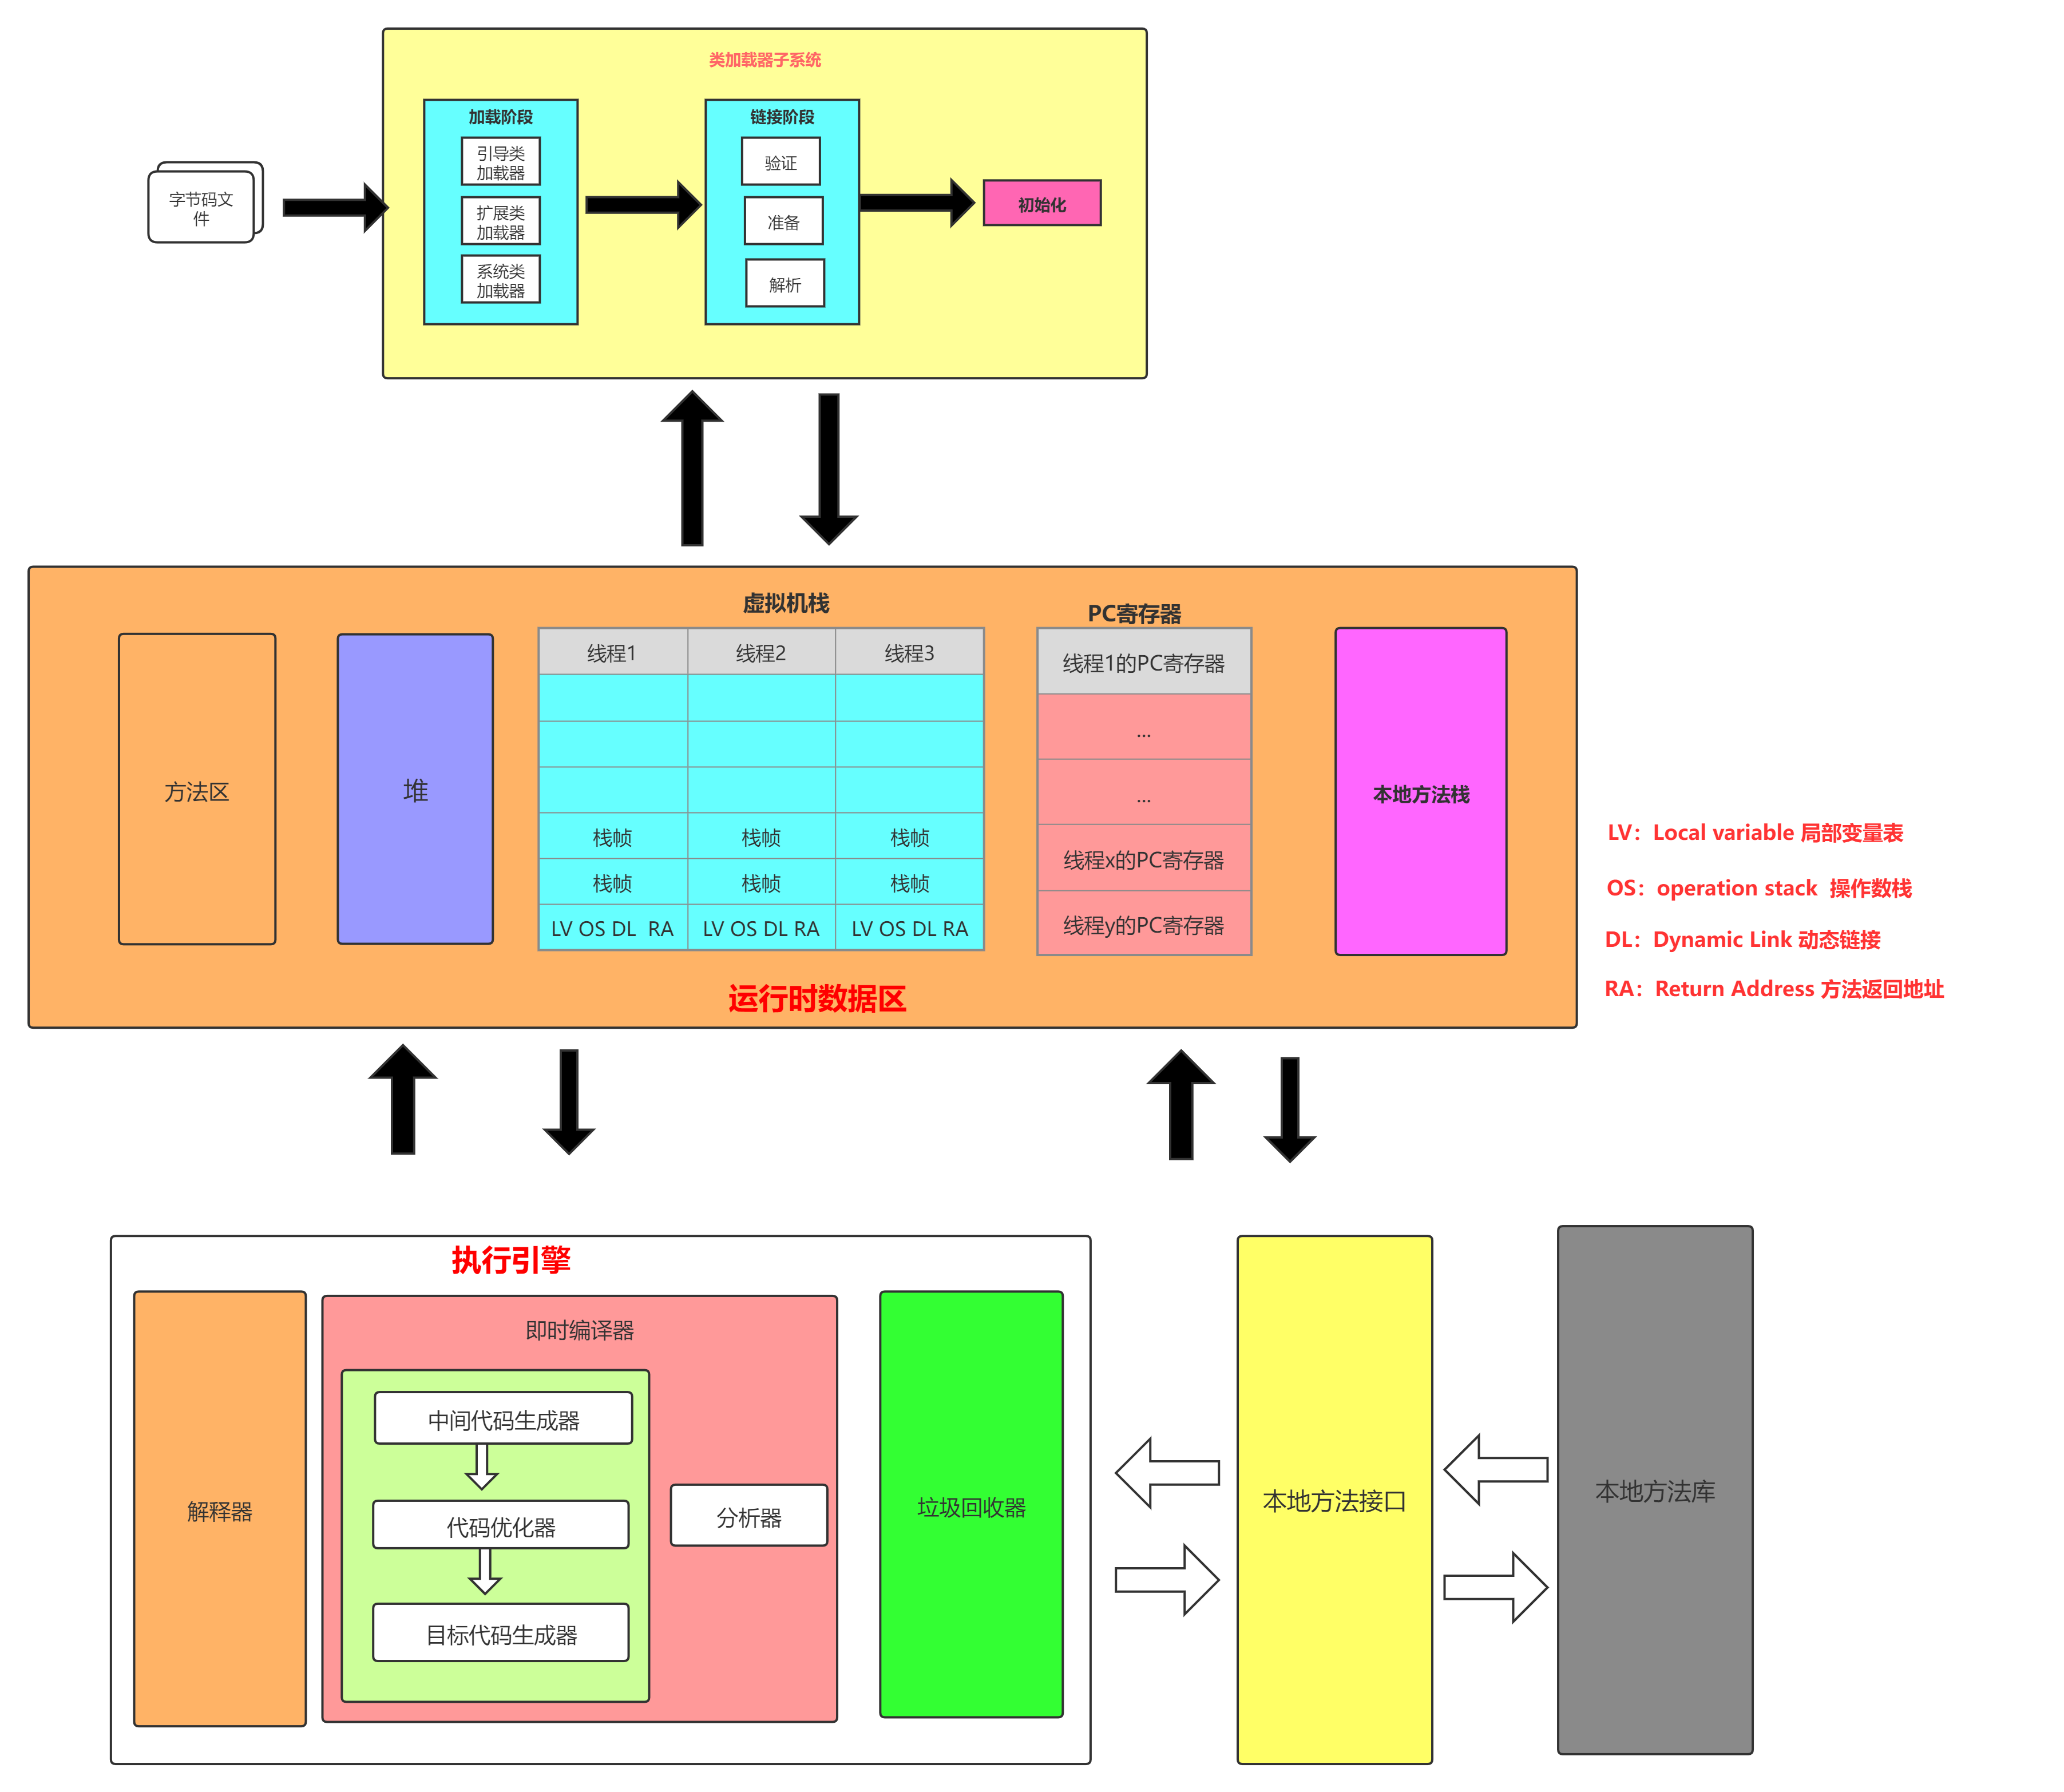 类加载器子系统
加载阶段
引导类
加载器
扩展类
加载器
系统类
加载器
链接阶段
验证
准备
解析
初始化
字节码文
件
虚拟机栈
PC寄存器
方法区
堆
线程1 线程2 线程3
栈帧 栈帧 栈帧
栈帧 栈帧 栈帧
LV OS DL RA LV OS DL RA LV OS DL RA
线程1的PC寄存器
...
...
线程x的PC寄存器
线程y的PC寄存器
本地方法栈
运行时数据区
LV：Local variable 局部变量表
OS：operation stack 操作数栈
DL：Dynamic Link 动态链接
RA：Return Address 方法返回地址
执行引擎
解释器
即时编译器
中间代码生成器
代码优化器
目标代码生成器
分析器
垃圾回收器
本地方法接口
本地方法库